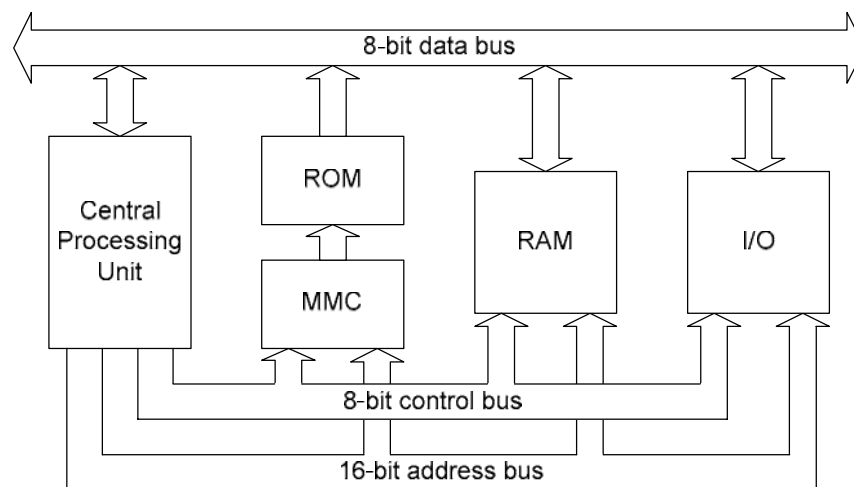 8-bit data bus
Central
Processing
Unit
ROM
MMC
RAM
I/O
8-bit control bus
16-bit address bus